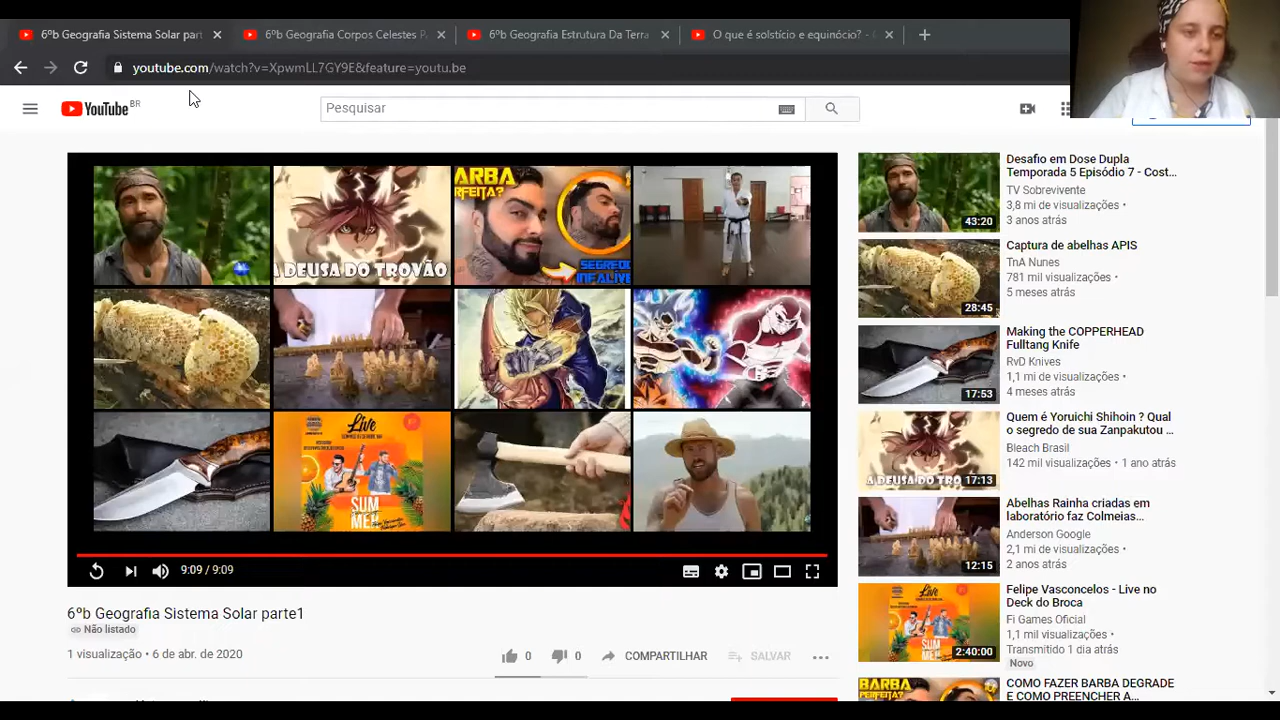 6ºb Geografia Sistema Solar part
6ºb Geografia Corpos Celestes P
6ºb Geografia Estrutura Da Terra
O que é solstício e equinócio? - 6
youtube.com/watch?v=XpwmLL7GY9E&feature=youtu.be
YouTube BR
Pesquisar
A DEUSA DO TROVÃO
ARBA
RFEITA?
SEGREDO
INFALÍVE
Live
SUM
MER
9:09 / 9:09
6ºb Geografia Sistema Solar parte1
Não listado
1 visualização • 6 de abr. de 2020
0
0
COMPARTILHAR
SALVAR
43:20
Desafio em Dose Dupla
Temporada 5 Episódio 7 - Cost...
TV Sobrevivente
3,8 mi de visualizações •
3 anos atrás
28:45
Captura de abelhas APIS
TnA Nunes
781 mil visualizações •
5 meses atrás
17:53
Making the COPPERHEAD
Fulltang Knife
RvD Knives
1,1 mi de visualizações •
4 meses atrás
A DEUSA DO TRO
17:13
Quem é Yoruichi Shihoin ? Qual
o segredo de sua Zanpakutou ...
Bleach Brasil
142 mil visualizações • 1 ano atrás
12:15
Abelhas Rainha criadas em
laboratório faz Colmeias...
Anderson Google
2,1 mi de visualizações •
2 anos atrás
Live
2:40:00
Felipe Vasconcelos - Live no
Deck do Broca
Fi Games Oficial
1,1 mil visualizações •
Transmitido 1 dia atrás
Novo
BARBA
COMO FAZER BARBA DEGRADE
E COMO PREENCHER A...